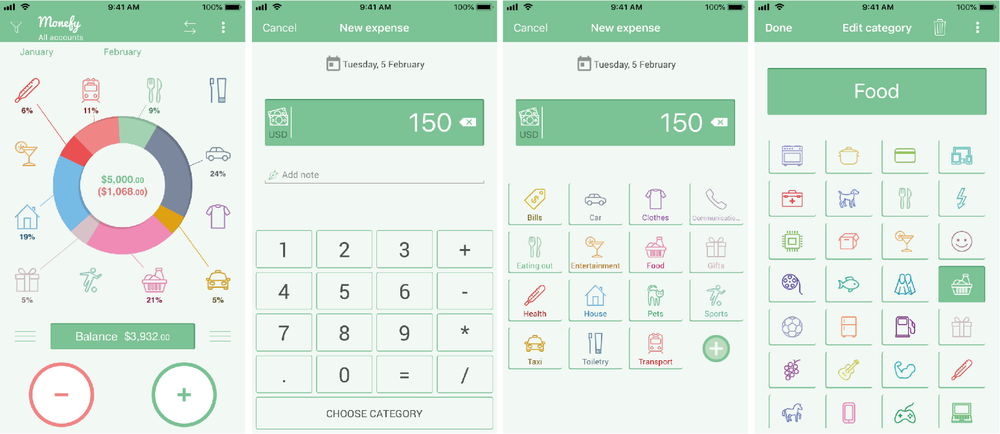 9:41 AM 100%
Monefy
All accounts
January February
6% 11% 9%
24%
$5,000.00
($1,068.00)
19%
5% 21% 5%
Balance $3,932.00
9:41 AM 100%
Cancel New expense
Tuesday, 5 February
150
USD
Add note
1 2 3 +
4 5 6 -
7 8 9 *
. 0 = /
CHOOSE CATEGORY
9:41 AM 100%
Cancel New expense
Tuesday, 5 February
150
USD
Bills Car Clothes Communicatio...
Eating out Entertainment Food Gifts
Health House Pets Sports
Taxi Toiletry Transport
9:41 AM 100%
Done Edit category
Food